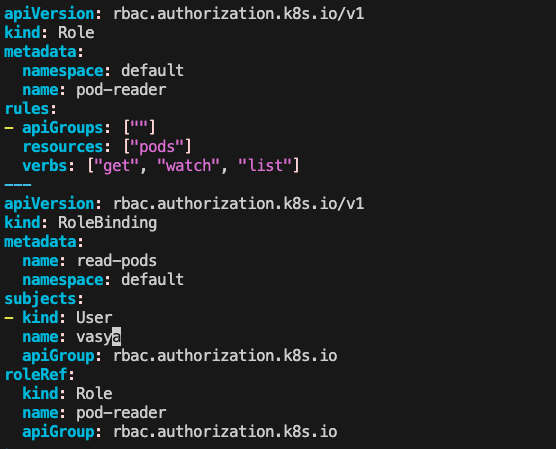 apiVersion: rbac.authorization.k8s.io/v1
kind: Role
metadata:
  namespace: default
  name: pod-reader
rules:
- apiGroups: [""]
  resources: ["pods"]
  verbs: ["get", "watch", "list"]
---
apiVersion: rbac.authorization.k8s.io/v1
kind: RoleBinding
metadata:
  name: read-pods
  namespace: default
subjects:
- kind: User
  name: vasya
  apiGroup: rbac.authorization.k8s.io
roleRef:
  kind: Role
  name: pod-reader
  apiGroup: rbac.authorization.k8s.io